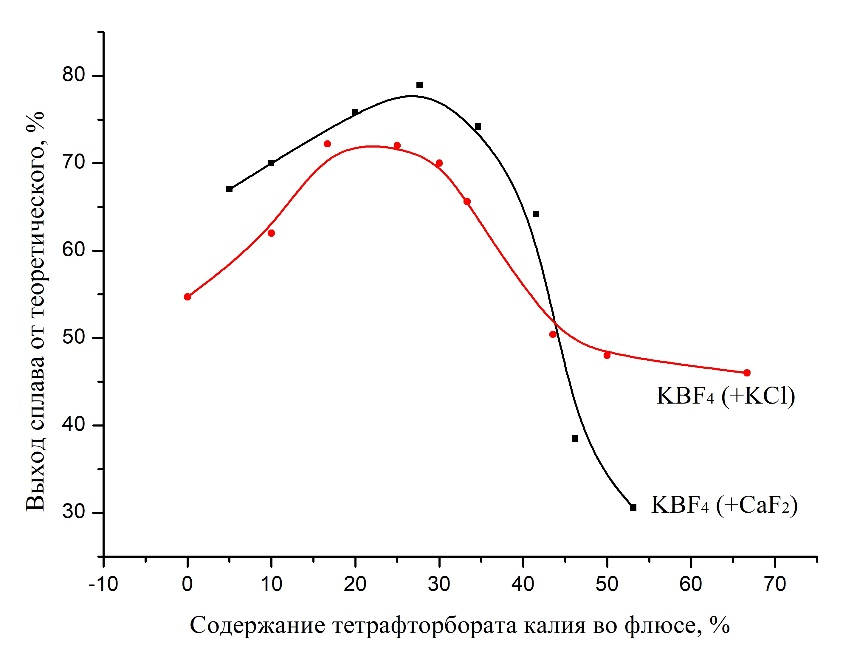 Выход сплава от теоретического, %
80
70
60
50
40
30
KBF4 (+KCl)
KBF4 (+CaF2)
-10 0 10 20 30 40 50 60 70
Содержание тетрафторбората калия во флюсе, %